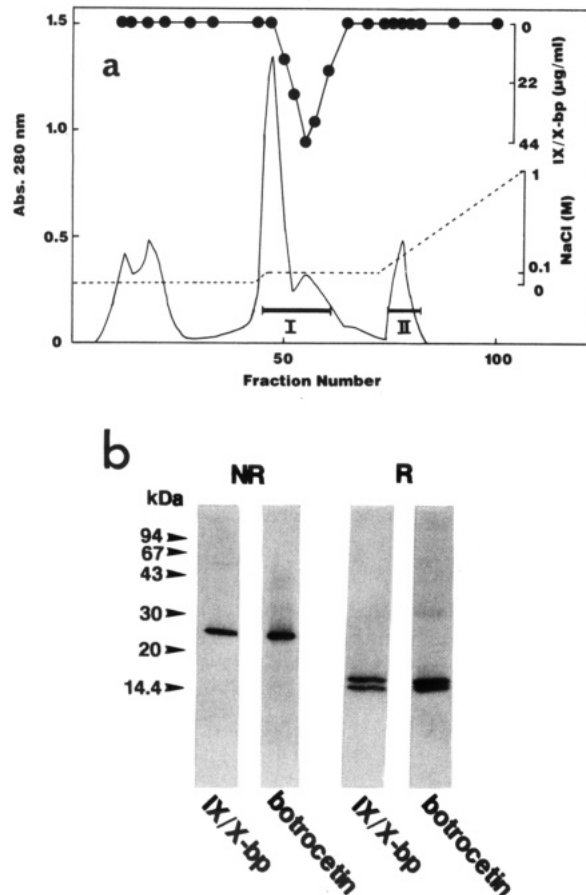 a
1.5
1.0
0.5
0
Abs. 280 nm
0
22
44
IX/X-bp (µg/ml)
1
0.1
0
NaCl (M)
I
II
50
100
Fraction Number
b
NR
R
kDa
94
67
43
30
20
14.4
IX/X-bp
botrocetin
IX/X-bp
botrocetin